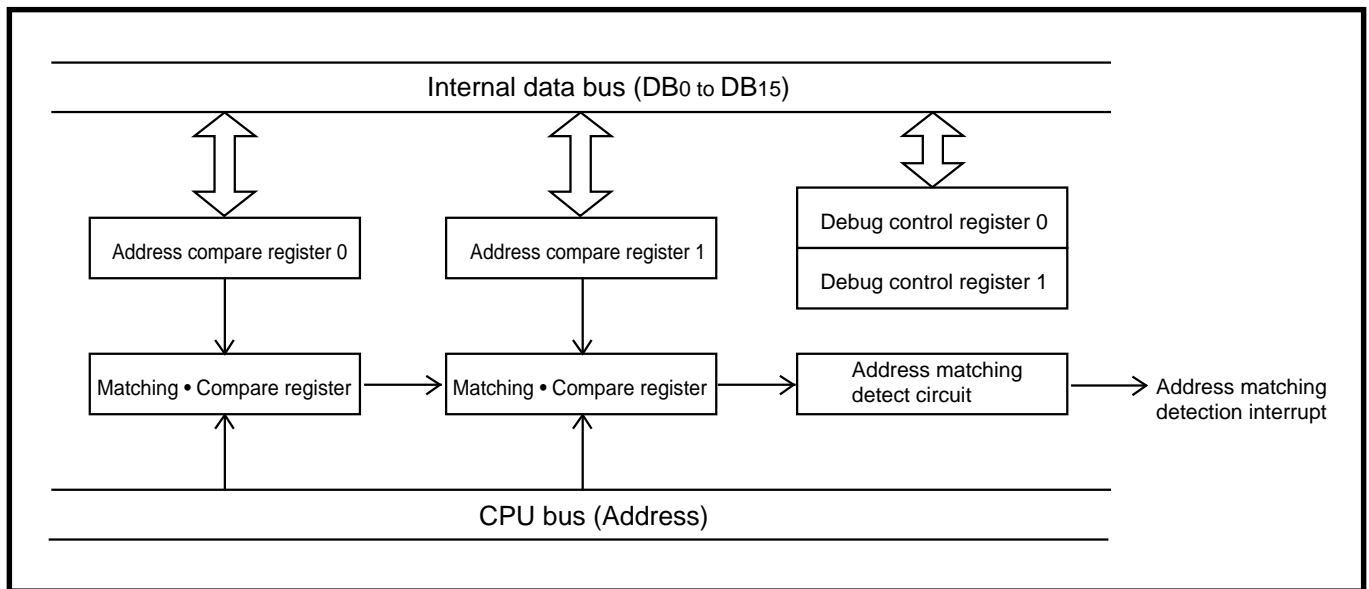 Internal data bus (DB0 to DB15)
Address compare register 0
Address compare register 1
Debug control register 0
Debug control register 1
Matching • Compare register
Matching • Compare register
Address matching
detect circuit
Address matching
detection interrupt
CPU bus (Address)